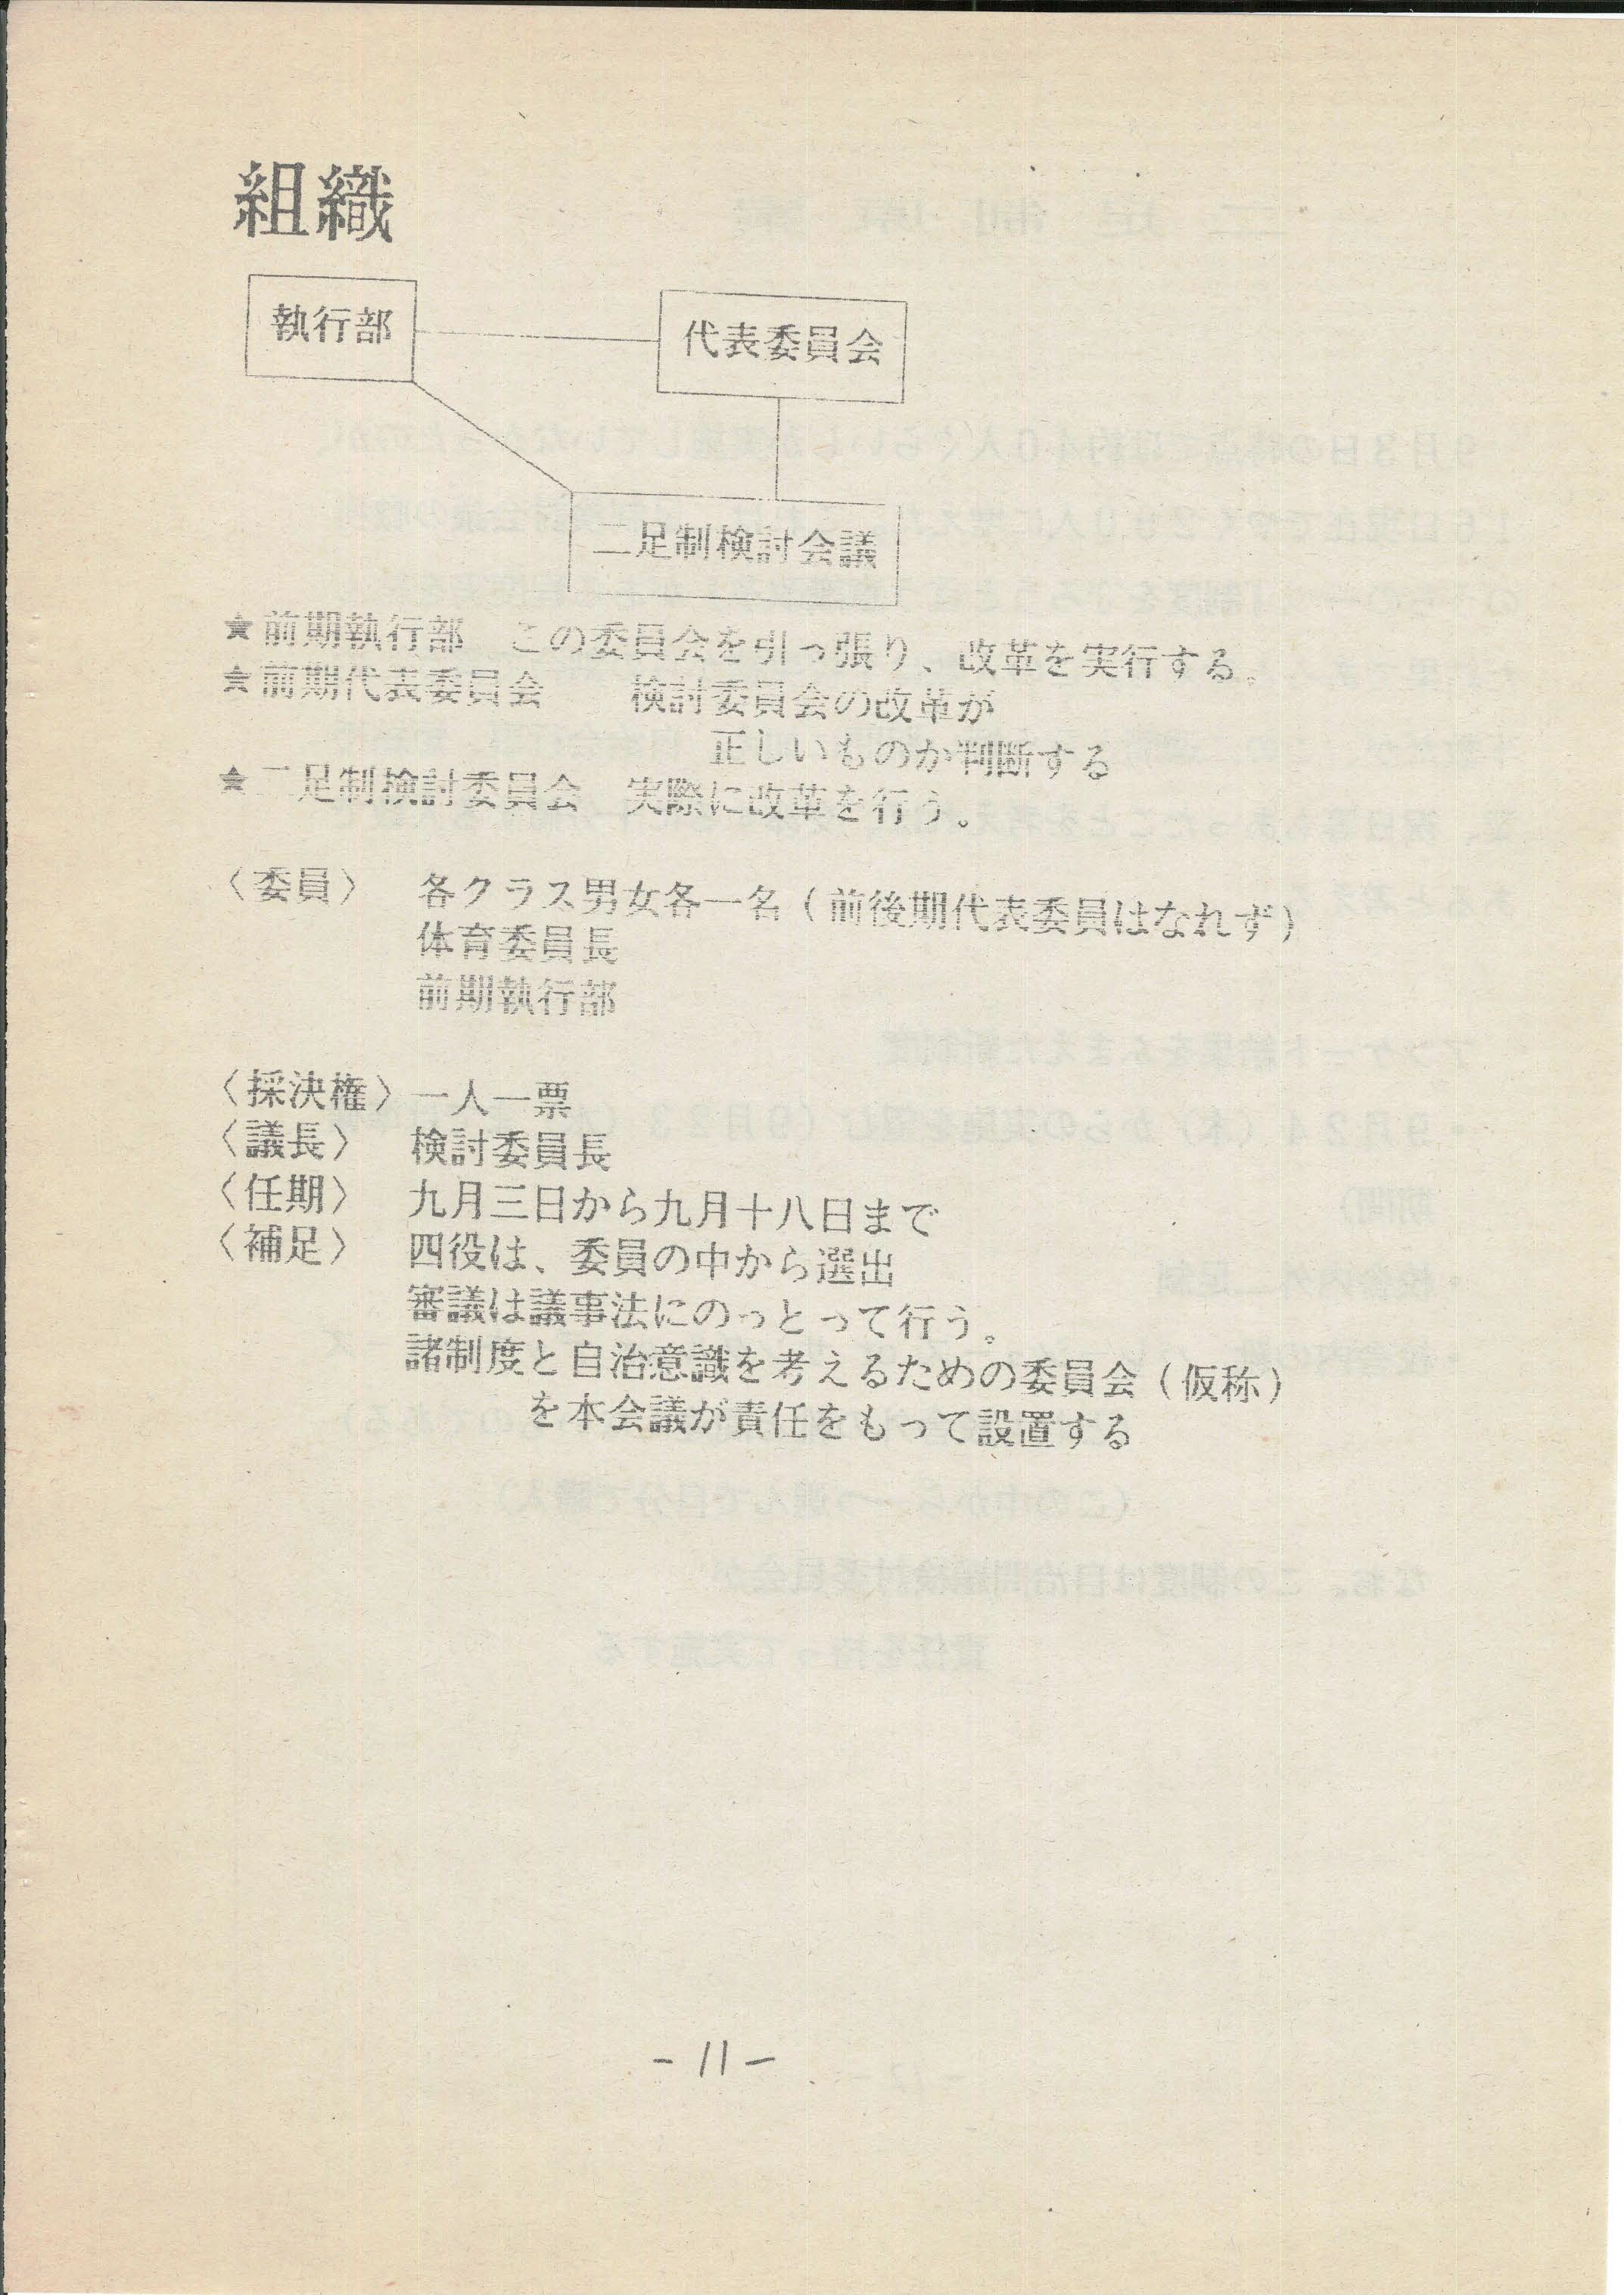 組織
執行部
代表委員会
二足制検討会議
★前期執行部　この委員会を引っ張り、改革を実行する。
★前期代表委員会　　検討委員会の改革が
正しいものか判断する
★二足制検討委員会　実際に改革を行う。
〈委員〉　各クラス男女各一名（前後期代表委員はなれず）
体育委員長
前期執行部
〈採決権〉一人一票
〈議長〉　検討委員長
〈任期〉　九月三日から九月十八日まで
〈補足〉　四役は、委員の中から選出
審議は議事法にのっとって行う。
諸制度と自治意識を考えるための委員会（仮称）
を本会議が責任をもって設置する
－11－